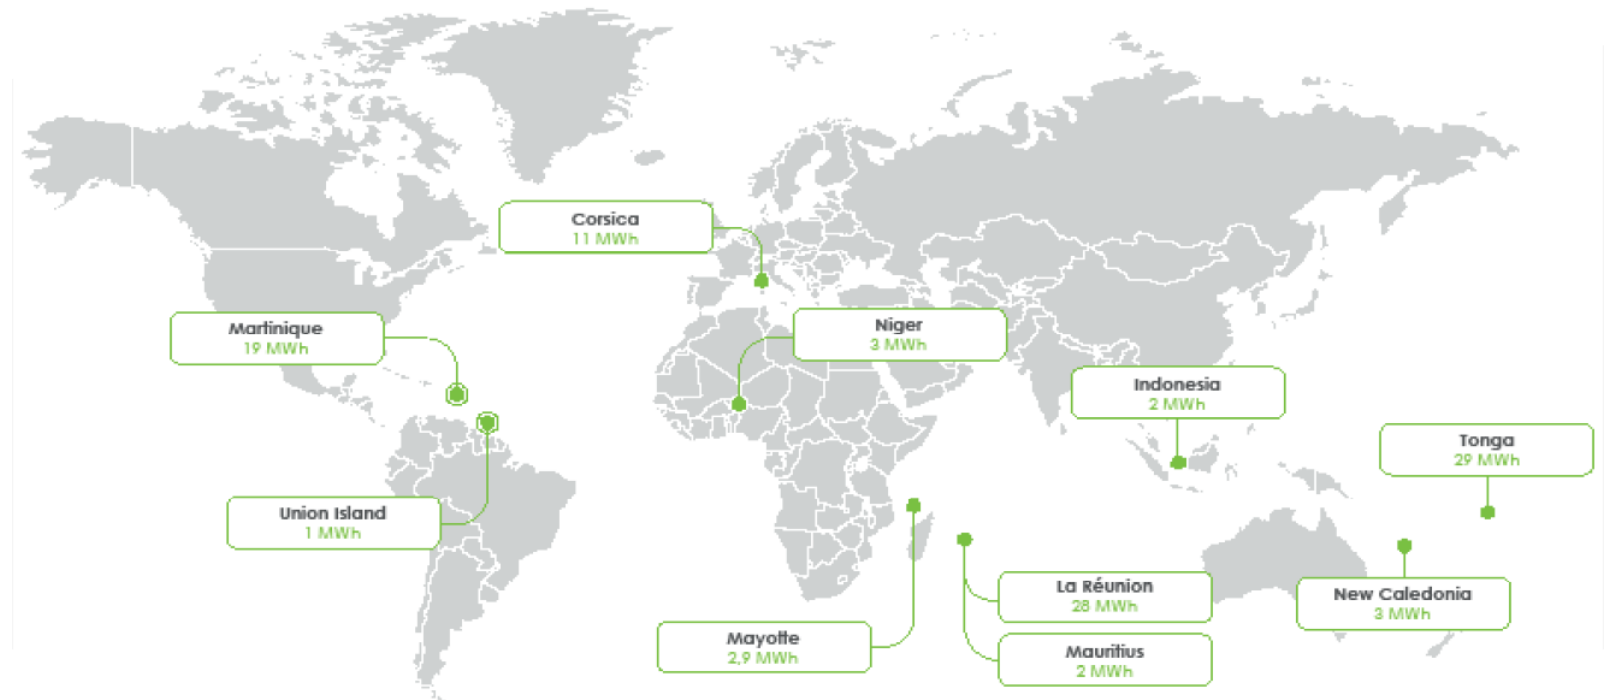 Corsica
11 MWh
Martinique
19 MWh
Niger
3 MWh
Indonesia
2 MWh
Tonga
29 MWh
Union Island
1 MWh
La Réunion
28 MWh
New Caledonia
3 MWh
Mayotte
2,9 MWh
Mauritius
2 MWh